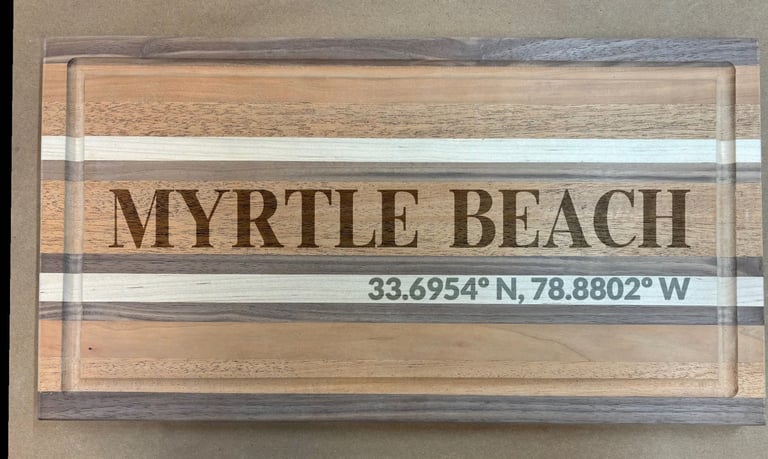 MYRTLE BEACH
33.6954° N, 78.8802° W